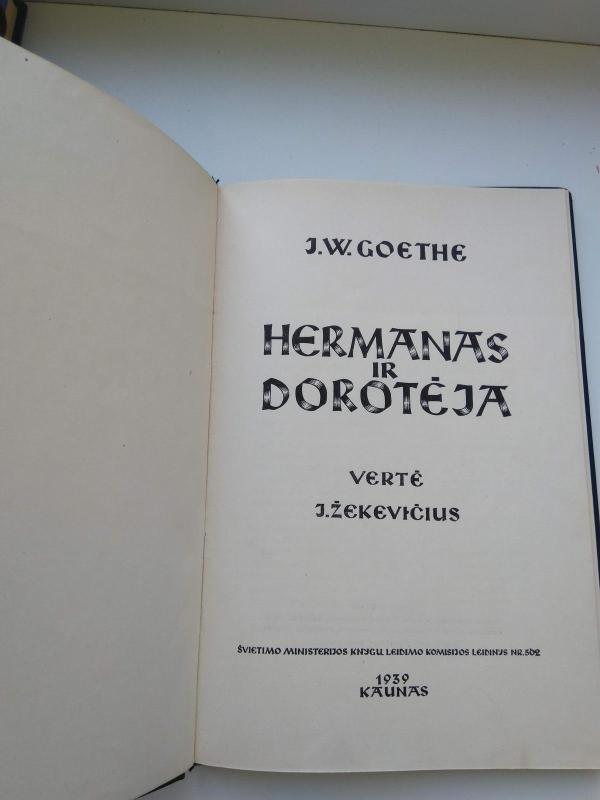 J.W. GOETHE
HERMANAS
IR
DOROTĖJA
VERTĖ
J. ŽEKEVIČIUS
ŠVIETIMO MINISTERIJOS KNYGŲ LEIDIMO KOMISIJOS LEIDINYS NR. 502
1939
KAUNAS